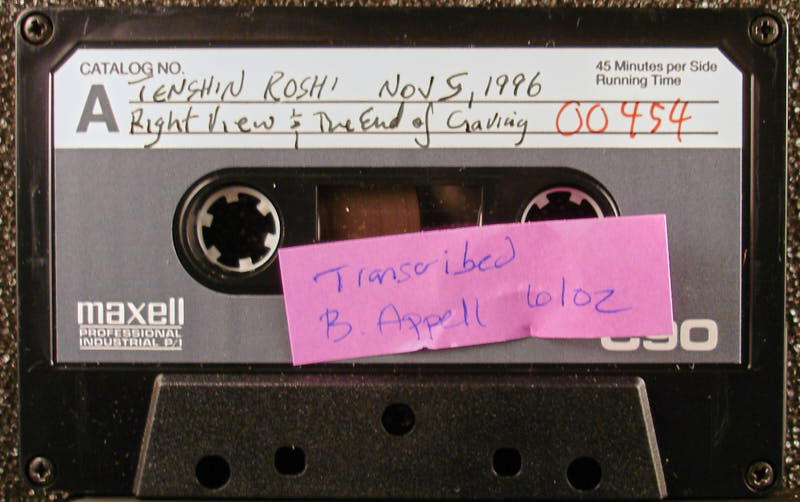 CATALOG NO.
45 Minutes per Side
Running Time
A
TENSHIN ROSHI NOV 5, 1996
Right View & The End of Craving 00454
Transcribed
B. Appell 6/02
maxell
PROFESSIONAL
INDUSTRIAL P/I
C90